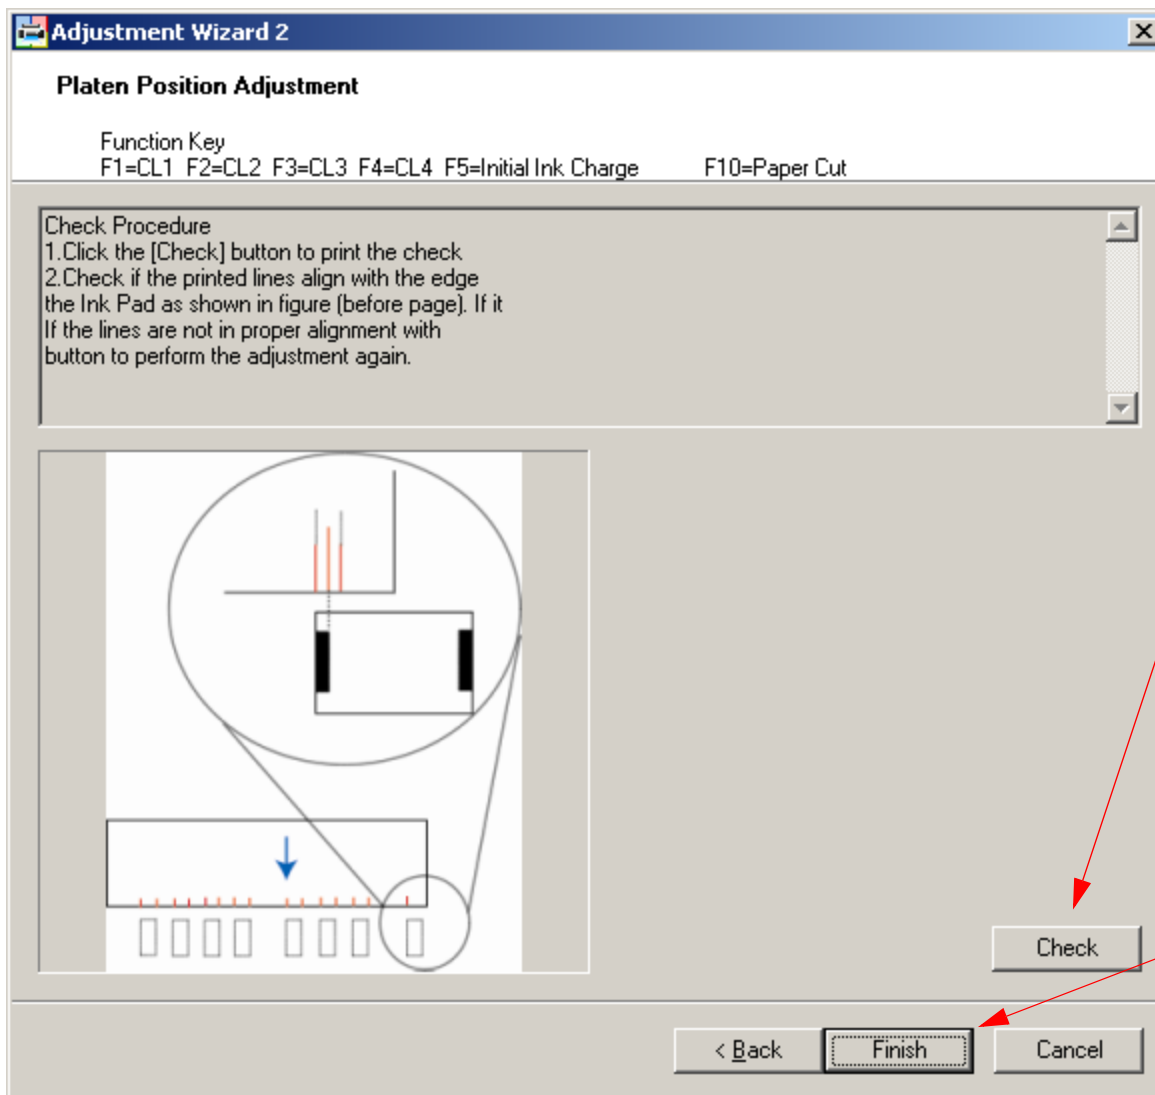 Adjustment Wizard 2
Platen Position Adjustment
Function Key
F1=CL1 F2=CL2 F3=CL3 F4=CL4 F5=Initial Ink Charge F10=Paper Cut
Check Procedure
1.Click the [Check] button to print the check
2.Check if the printed lines align with the edge
the Ink Pad as shown in figure (before page). If it
If the lines are not in proper alignment with
button to perform the adjustment again.
Check
< Back Finish Cancel